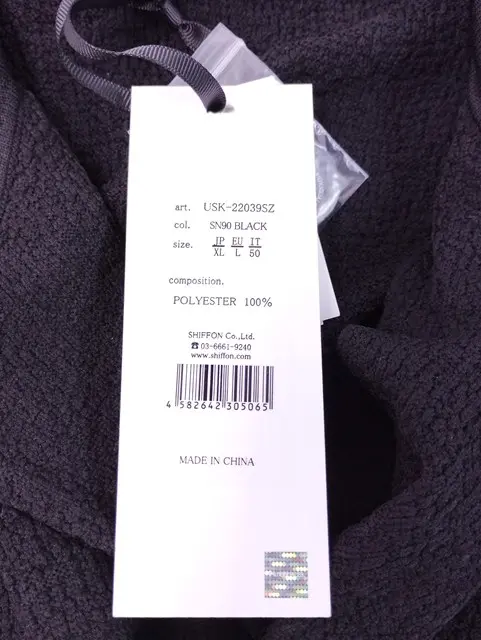 art. USK-22039SZ
col. SN90 BLACK
size. JP EU IT
XL L 50
composition.
POLYESTER 100%
SHIFFON Co.,Ltd.
☎ 03-6661-9240
www.shiffon.com
4 582642 305065
MADE IN CHINA